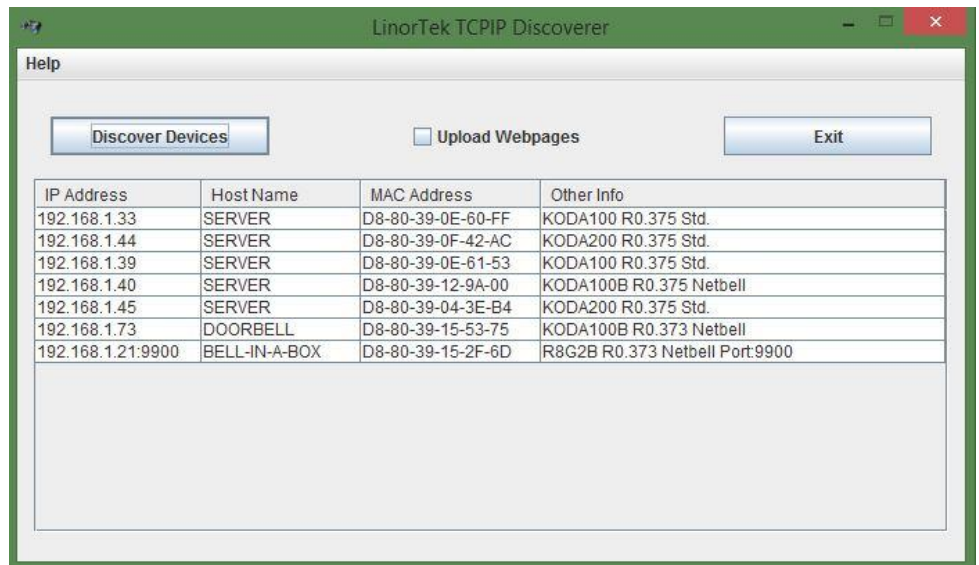 LinorTek TCPIP Discoverer
Help
Discover Devices Upload Webpages Exit
IP Address Host Name MAC Address Other Info
192.168.1.33 SERVER D8-80-39-0E-60-FF KODA100 R0.375 Std.
192.168.1.44 SERVER D8-80-39-0F-42-AC KODA200 R0.375 Std.
192.168.1.39 SERVER D8-80-39-0E-61-53 KODA100 R0.375 Std.
192.168.1.40 SERVER D8-80-39-12-9A-00 KODA100B R0.375 Netbell
192.168.1.45 SERVER D8-80-39-04-3E-B4 KODA200 R0.375 Std.
192.168.1.73 DOORBELL D8-80-39-15-53-75 KODA100B R0.373 Netbell
192.168.1.21:9900 BELL-IN-A-BOX D8-80-39-15-2F-6D R8G2B R0.373 Netbell Port:9900